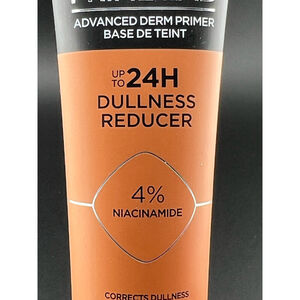 ADVANCED DERM PRIMER
BASE DE TEINT
UP TO 24H
DULLNESS
REDUCER
4%
NIACINAMIDE
CORRECTS DULLNESS